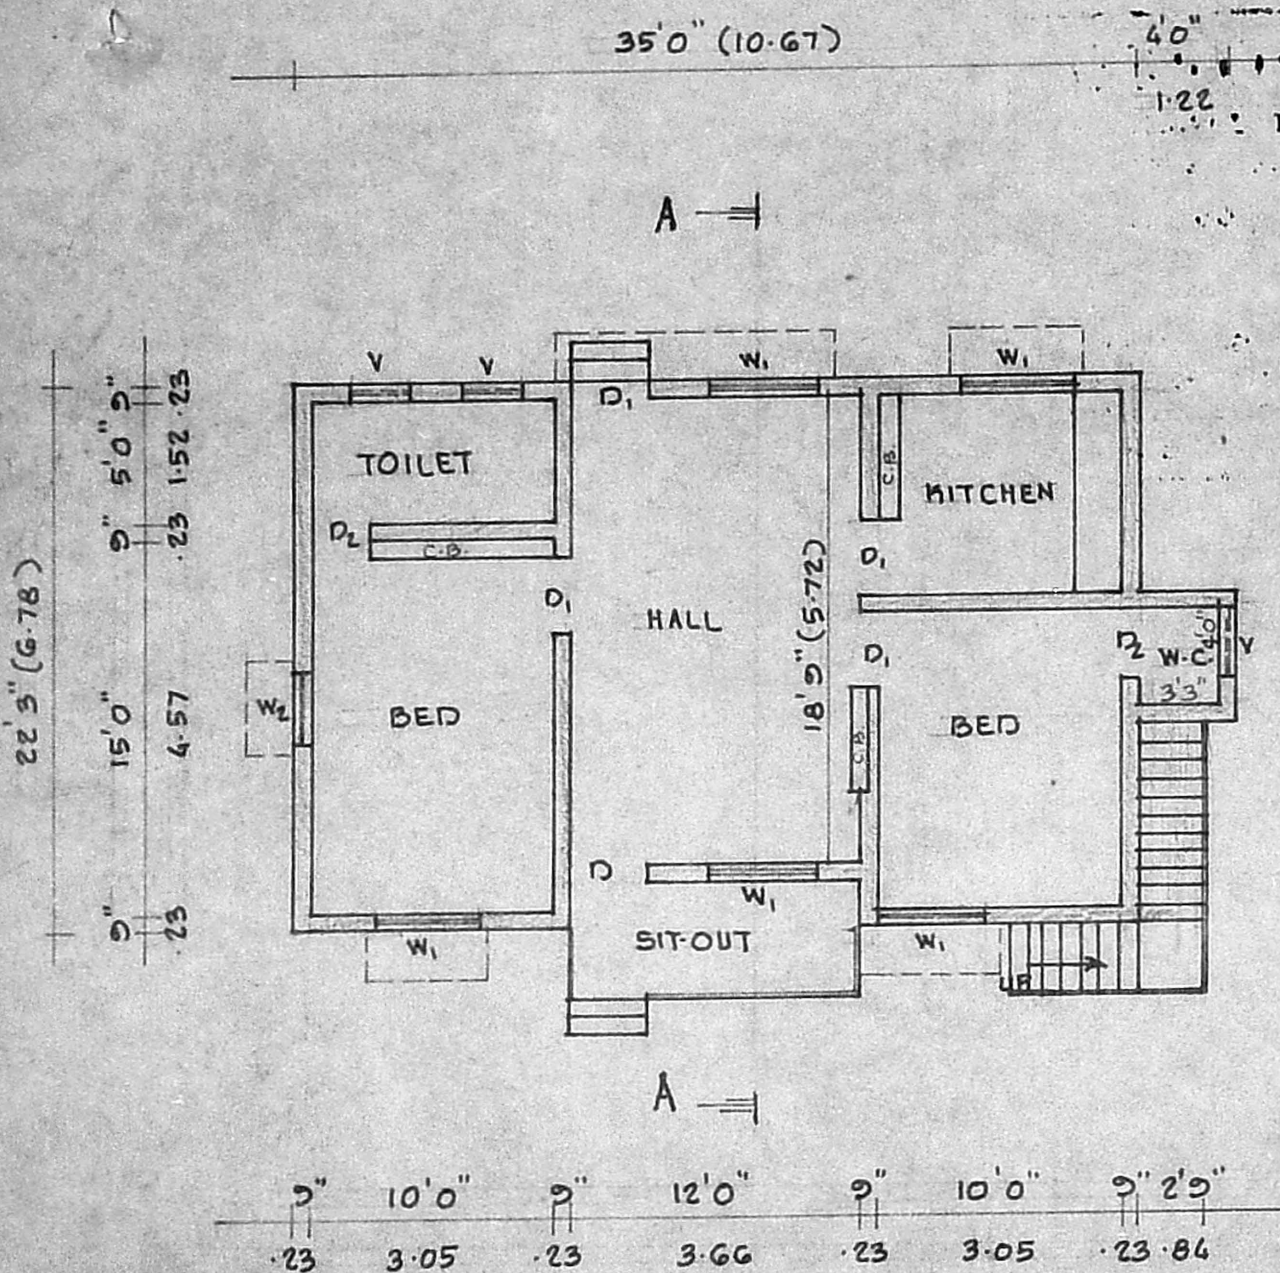 35'0" (10.67)
4'0"
1.22
A
V V W1 W1
D1
TOILET
C.B.
KITCHEN
D2
C.B.
D1
D1
HALL
18'9" (5.72)
D1
D2
W.C.
4'0"
V
3'3"
W2
BED
C.B.
BED
D
W1
W1
SIT-OUT
W1
UP
A
22'3" (6.78)
9" 5'0" 9" 15'0" 9"
.23 1.52 .23 4.57 .23
9" 10'0" 9" 12'0" 9" 10'0" 9" 2'9"
.23 3.05 .23 3.66 .23 3.05 .23 .84